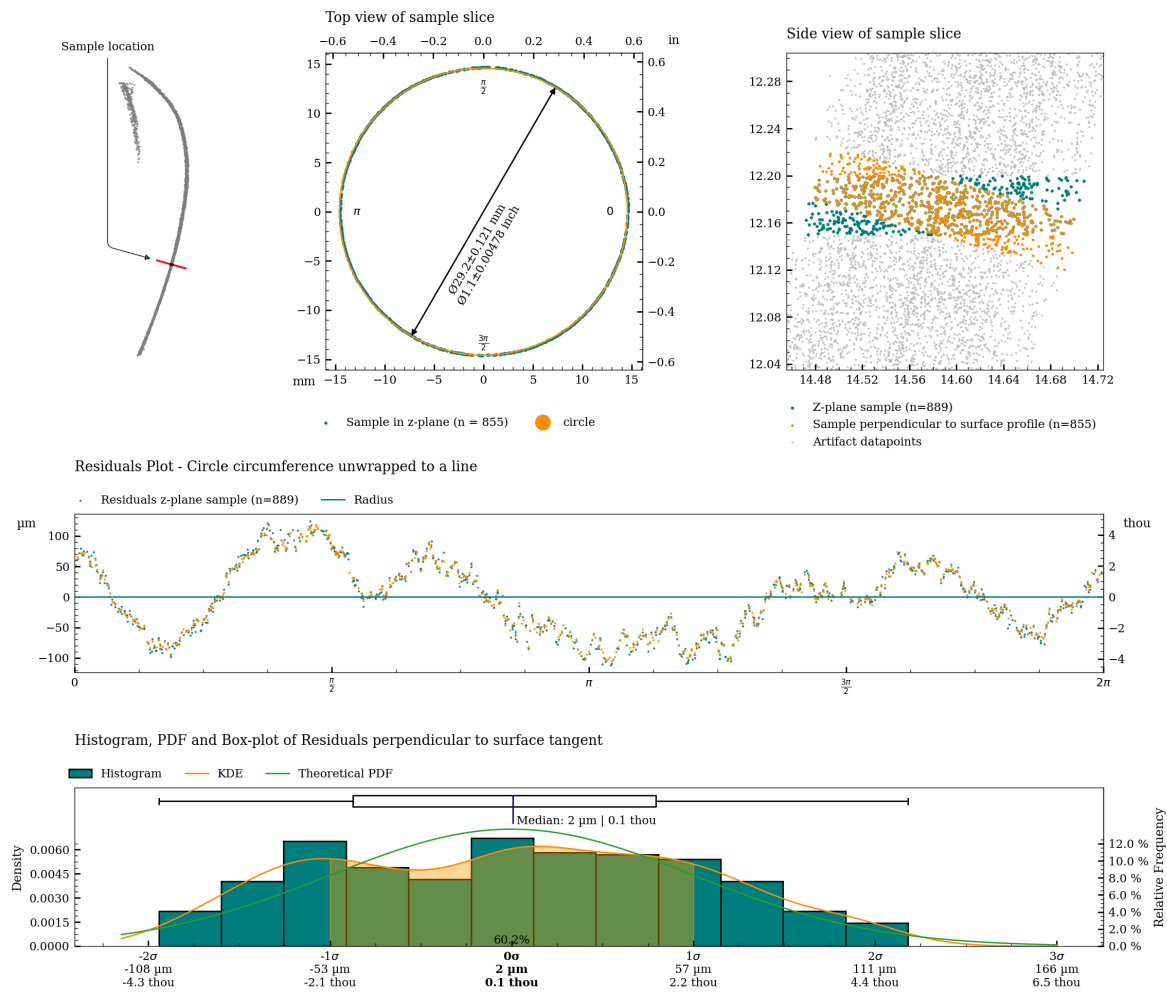 Top view of sample slice
Sample location
−0.6 −0.4 −0.2 0.0 0.2 0.4 0.6 in
15
10
5
0
−5
−10
−15
0.6
0.4
0.2
0.0
−0.2
−0.4
−0.6
π/2
π
0
3π/2
Ø29.2±0.121 mm
Ø1.1±0.00478 inch
mm −15 −10 −5 0 5 10 15
Sample in z-plane (n = 855)
circle
Side view of sample slice
12.28
12.24
12.20
12.16
12.12
12.08
12.04
14.48 14.52 14.56 14.60 14.64 14.68 14.72
Z-plane sample (n=889)
Sample perpendicular to surface profile (n=855)
Artifact datapoints
Residuals Plot - Circle circumference unwrapped to a line
Residuals z-plane sample (n=889)
Radius
µm
100
50
0
−50
−100
thou
4
2
0
−2
−4
0 π/2 π 3π/2 2π
Histogram, PDF and Box-plot of Residuals perpendicular to surface tangent
Histogram
KDE
Theoretical PDF
Median: 2 µm | 0.1 thou
Density
0.0060
0.0045
0.0030
0.0015
0.0000
Relative Frequency
12.0 %
10.0 %
8.0 %
6.0 %
4.0 %
2.0 %
0.0 %
60.2%
-2σ -1σ 0σ 1σ 2σ 3σ
-108 µm -53 µm 2 µm 57 µm 111 µm 166 µm
-4.3 thou -2.1 thou 0.1 thou 2.2 thou 4.4 thou 6.5 thou